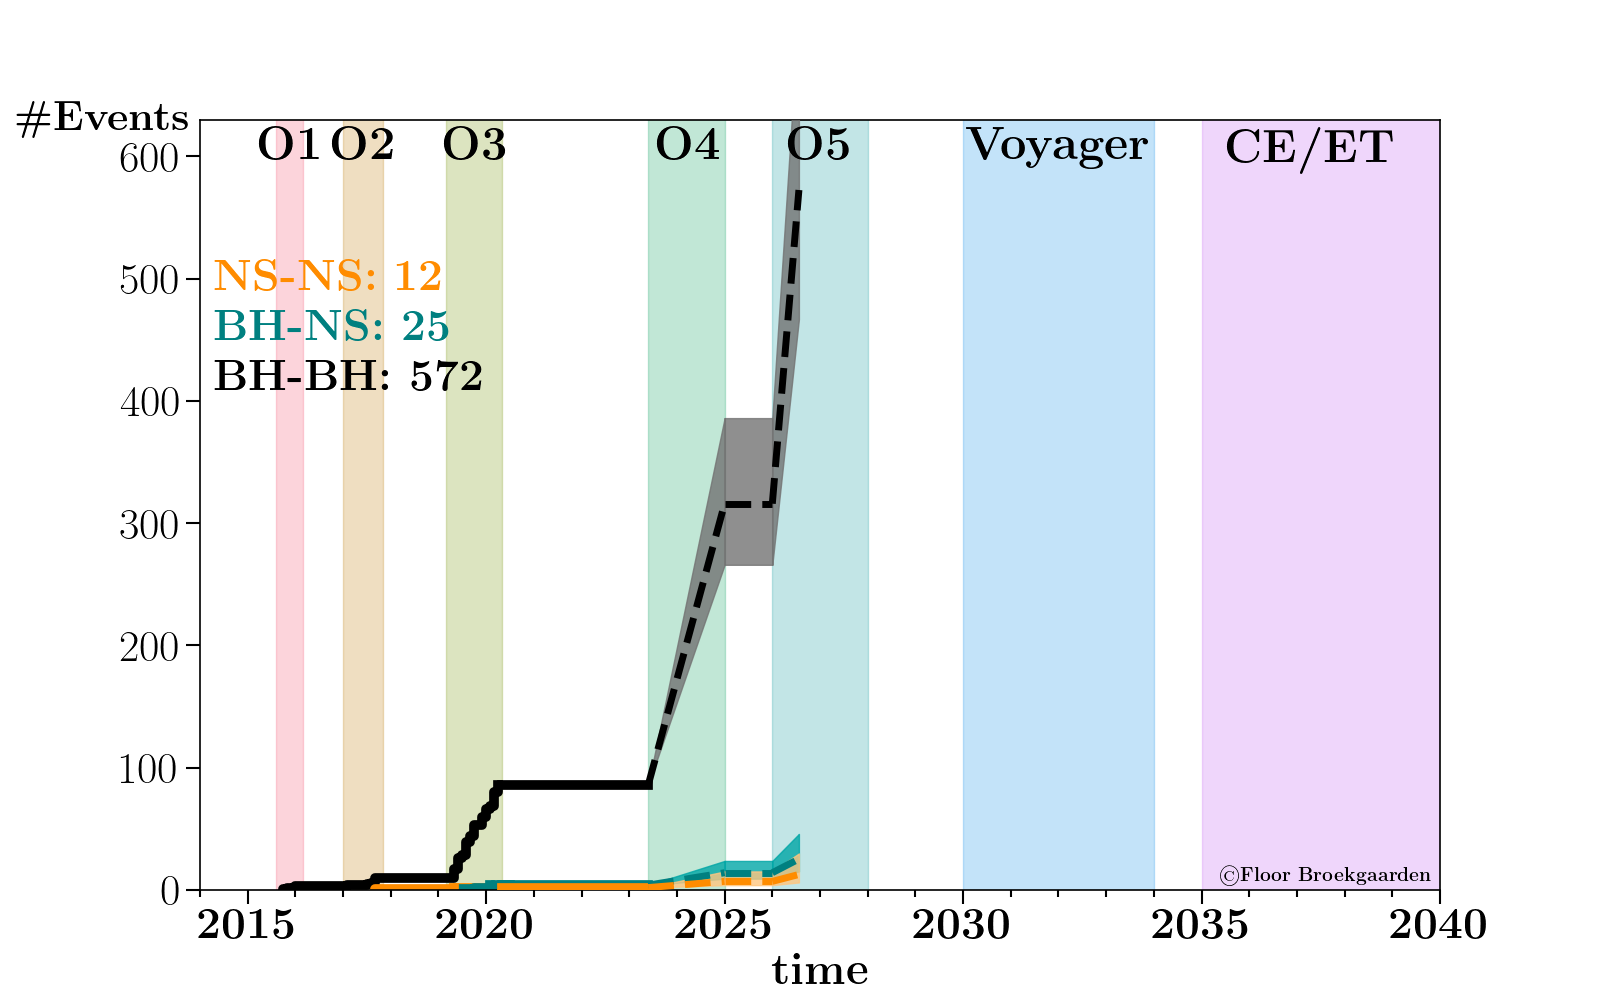 #Events
O1 O2 O3 O4 O5 Voyager CE/ET
600
NS-NS: 12
500
BH-NS: 25
BH-BH: 572
400
300
200
100
0
©Floor Broekgaarden
2015 2020 2025 2030 2035 2040
time